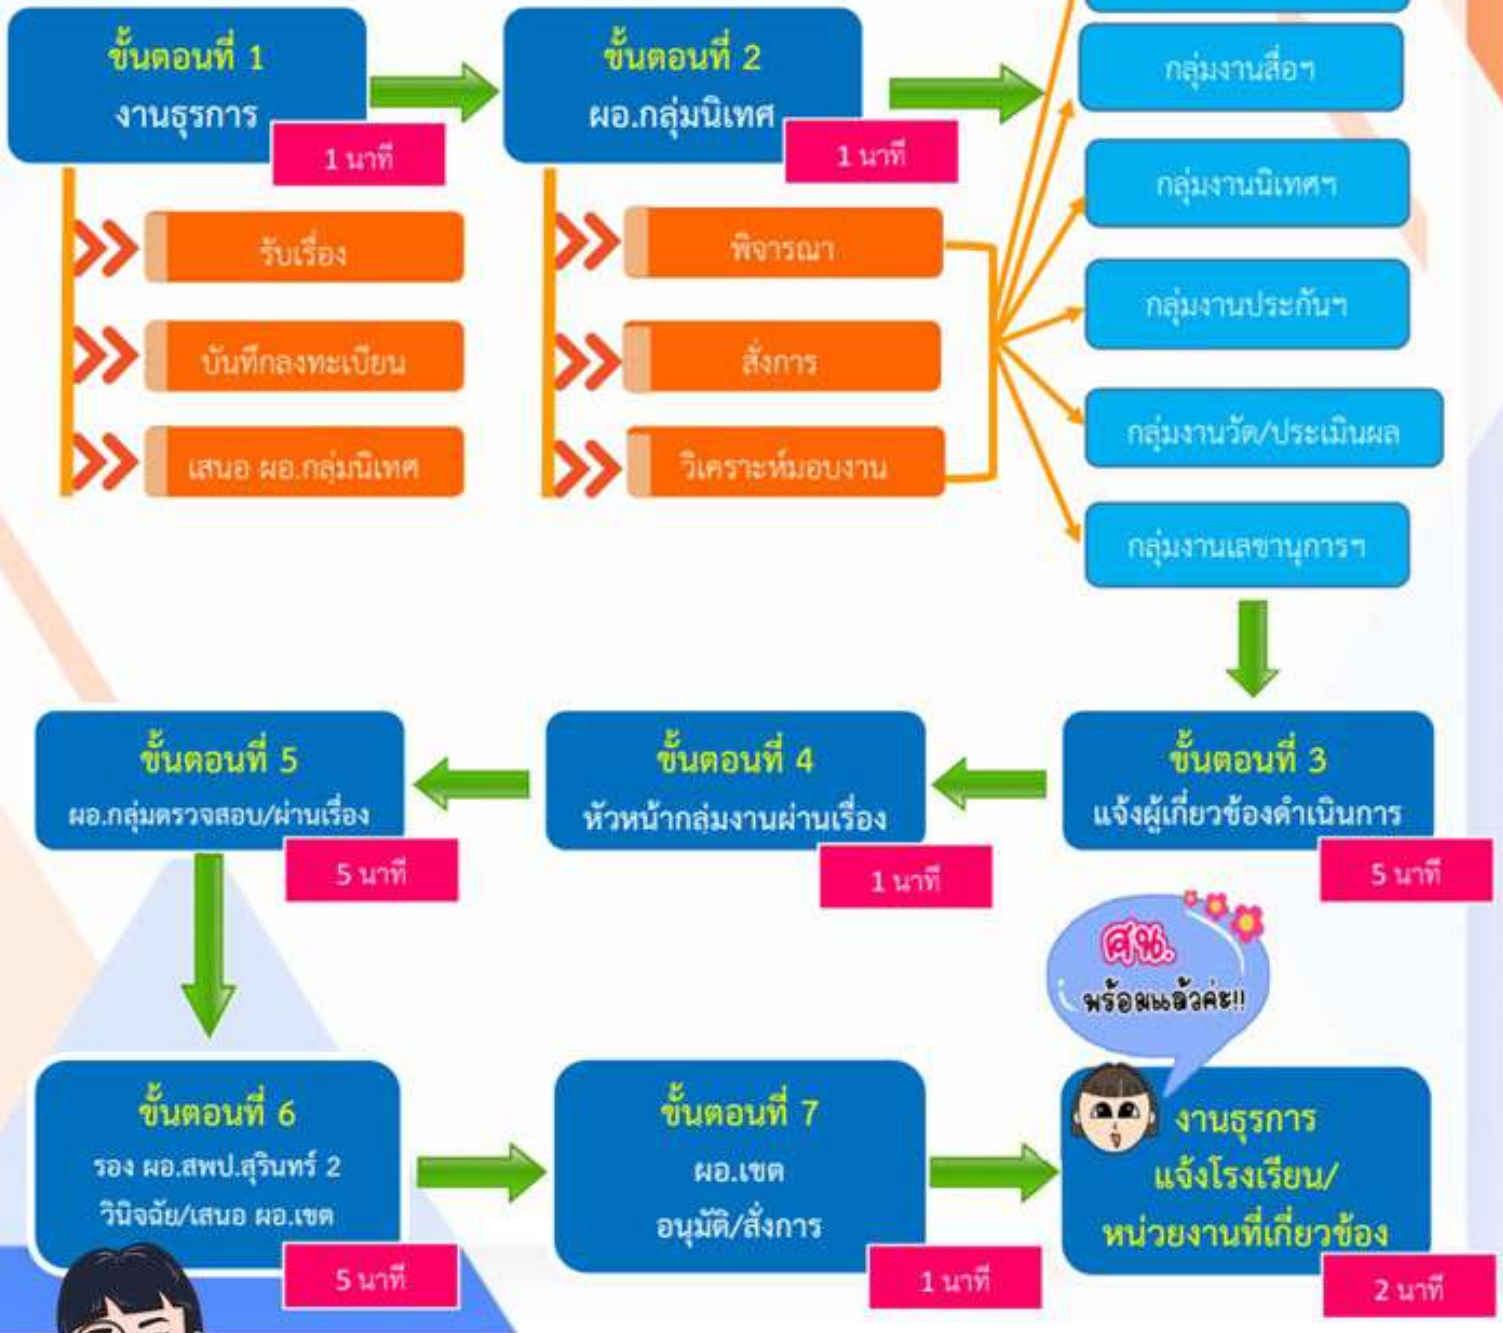 ขั้นตอนที่ 1
งานธุรการ
1 นาที
รับเรื่อง
บันทึกลงทะเบียน
เสนอ ผอ.กลุ่มนิเทศ
ขั้นตอนที่ 2
ผอ.กลุ่มนิเทศ
1 นาที
พิจารณา
สั่งการ
วิเคราะห์มอบงาน
กลุ่มงานสื่อฯ
กลุ่มงานนิเทศฯ
กลุ่มงานประกันฯ
กลุ่มงานวัด/ประเมินผล
กลุ่มงานเลขานุการฯ
ขั้นตอนที่ 3
แจ้งผู้เกี่ยวข้องดำเนินการ
5 นาที
ขั้นตอนที่ 4
หัวหน้ากลุ่มงานผ่านเรื่อง
1 นาที
ขั้นตอนที่ 5
ผอ.กลุ่มตรวจสอบ/ผ่านเรื่อง
5 นาที
ขั้นตอนที่ 6
รอง ผอ.สพป.สุรินทร์ 2
วินิจฉัย/เสนอ ผอ.เขต
5 นาที
ขั้นตอนที่ 7
ผอ.เขต
อนุมัติ/สั่งการ
1 นาที
ศน.
พร้อมแล้วค่ะ!!
งานธุรการ
แจ้งโรงเรียน/
หน่วยงานที่เกี่ยวข้อง
2 นาที